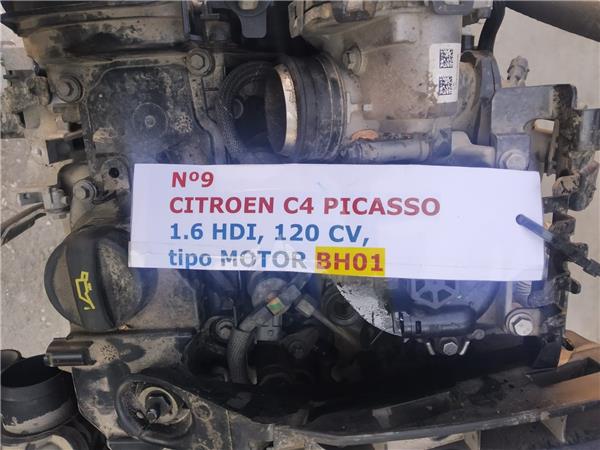 Nº9
CITROEN C4 PICASSO
1.6 HDI, 120 CV,
tipo MOTOR BH01